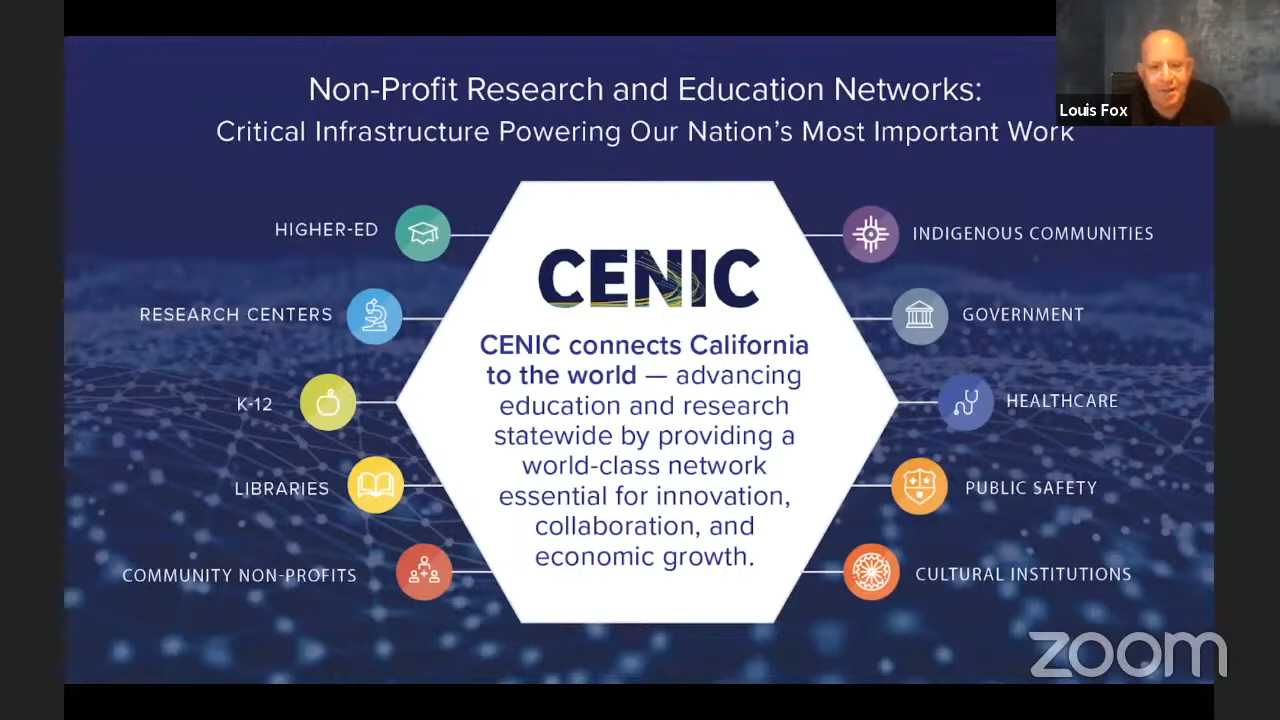 Non-Profit Research and Education Networks:
Critical Infrastructure Powering Our Nation's Most Important Work
Louis Fox
HIGHER-ED
RESEARCH CENTERS
K-12
LIBRARIES
COMMUNITY NON-PROFITS
CENIC
CENIC connects California
to the world — advancing
education and research
statewide by providing a
world-class network
essential for innovation,
collaboration, and
economic growth.
INDIGENOUS COMMUNITIES
GOVERNMENT
HEALTHCARE
PUBLIC SAFETY
CULTURAL INSTITUTIONS
zoom